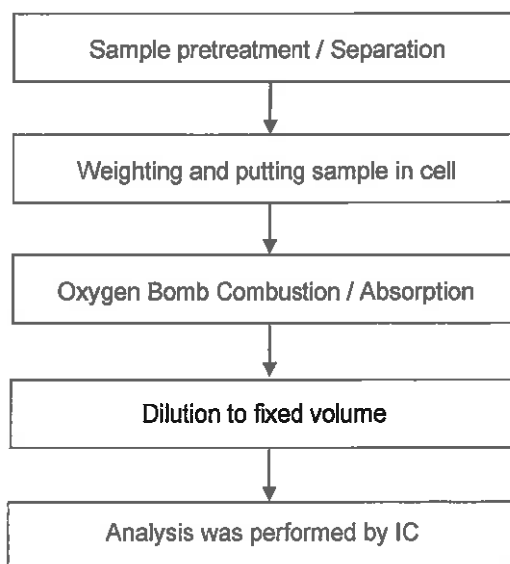 Sample pretreatment / Separation
Weighting and putting sample in cell
Oxygen Bomb Combustion / Absorption
Dilution to fixed volume
Analysis was performed by IC